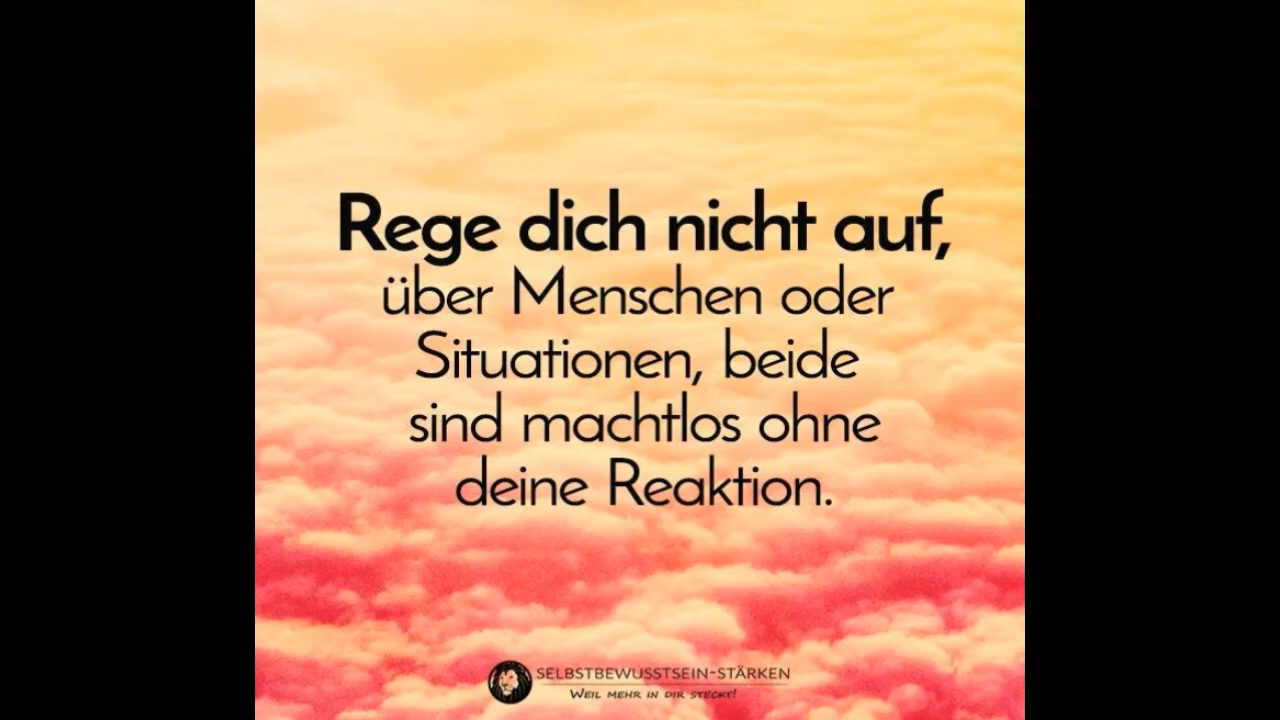 Rege dich nicht auf,
über Menschen oder
Situationen, beide
sind machtlos ohne
deine Reaktion.
SELBSTBEWUSSTSEIN-STÄRKEN
WEIL MEHR IN DIR STECKT!